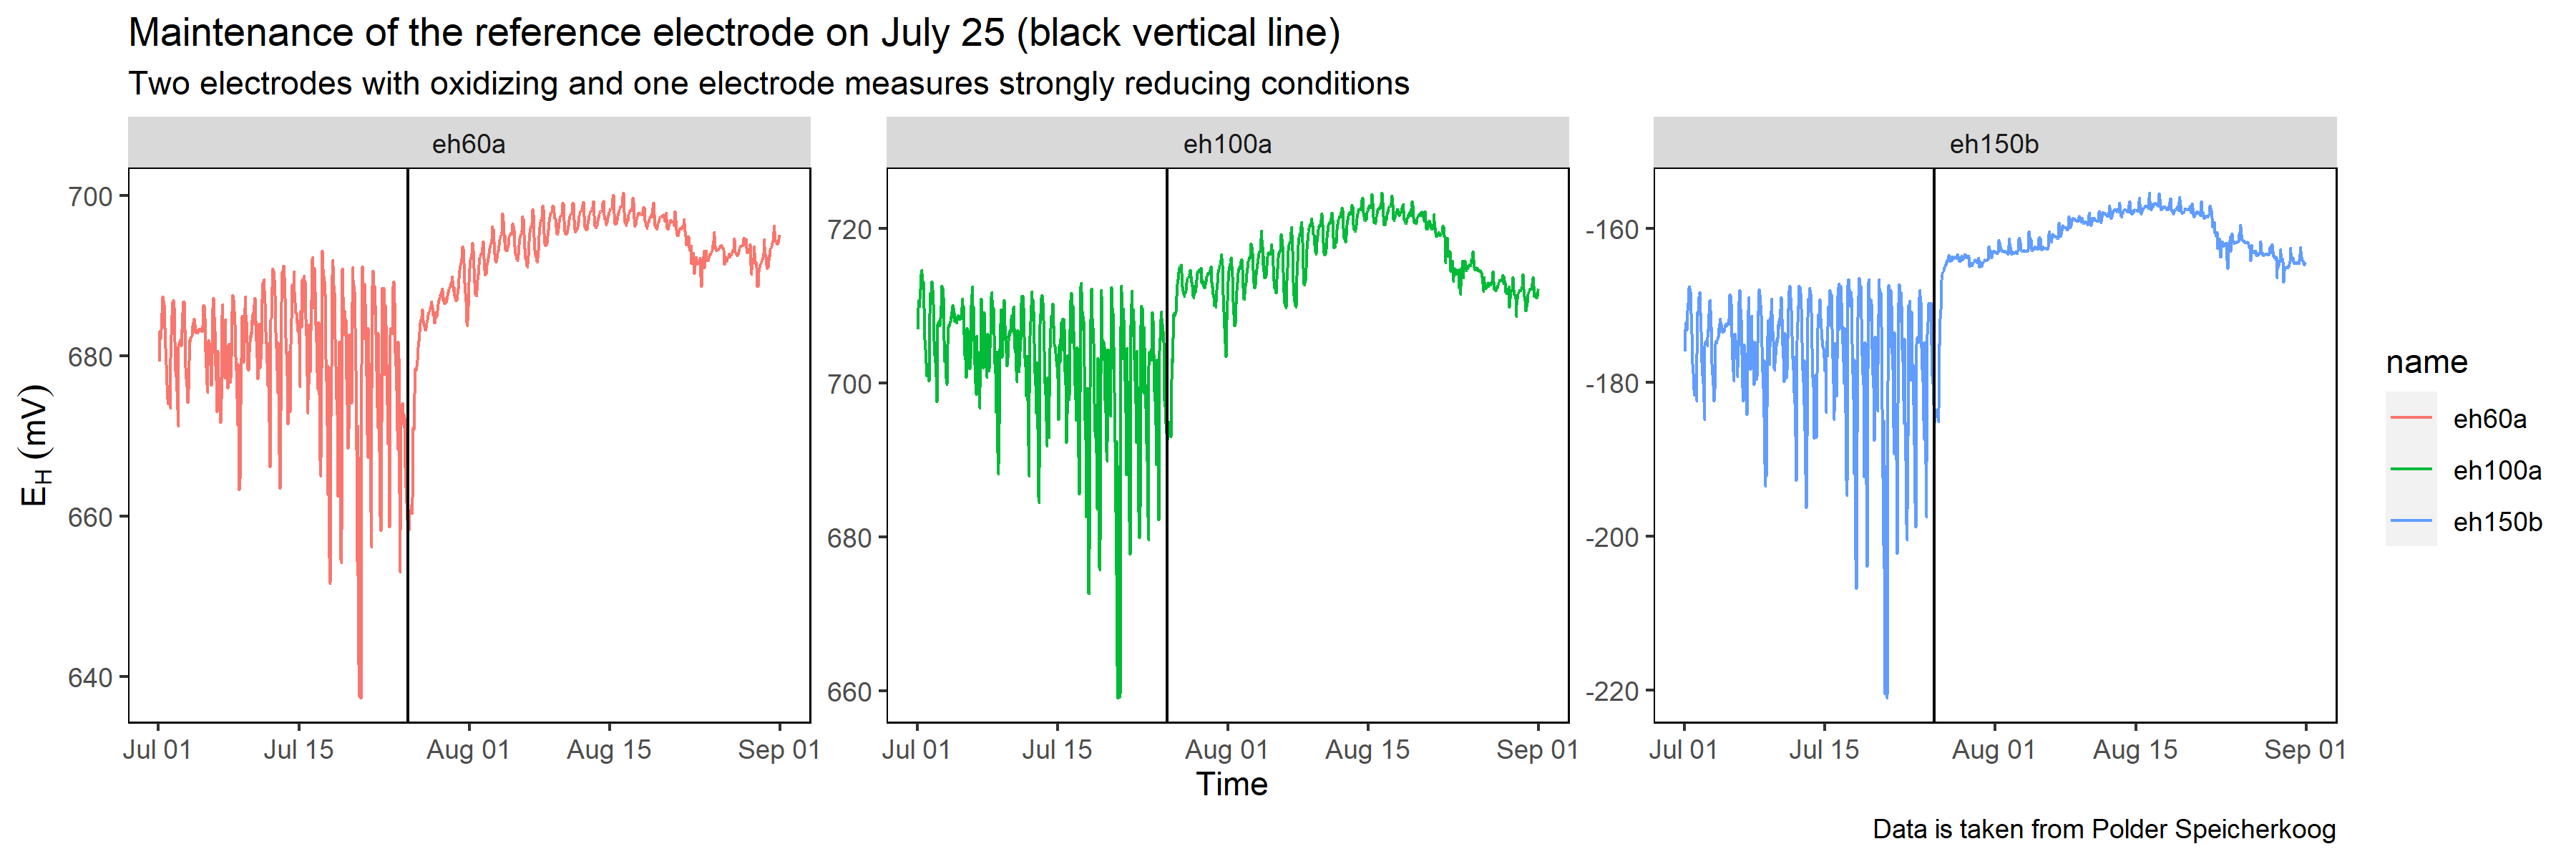 Maintenance of the reference electrode on July 25 (black vertical line)
Two electrodes with oxidizing and one electrode measures strongly reducing conditions
eh60a
eh100a
eh150b
E_H (mV)
700
680
660
640
720
700
680
660
-160
-180
-200
-220
Jul 01 Jul 15 Aug 01 Aug 15 Sep 01
Jul 01 Jul 15 Aug 01 Aug 15 Sep 01
Jul 01 Jul 15 Aug 01 Aug 15 Sep 01
Time
name
eh60a
eh100a
eh150b
Data is taken from Polder Speicherkoog